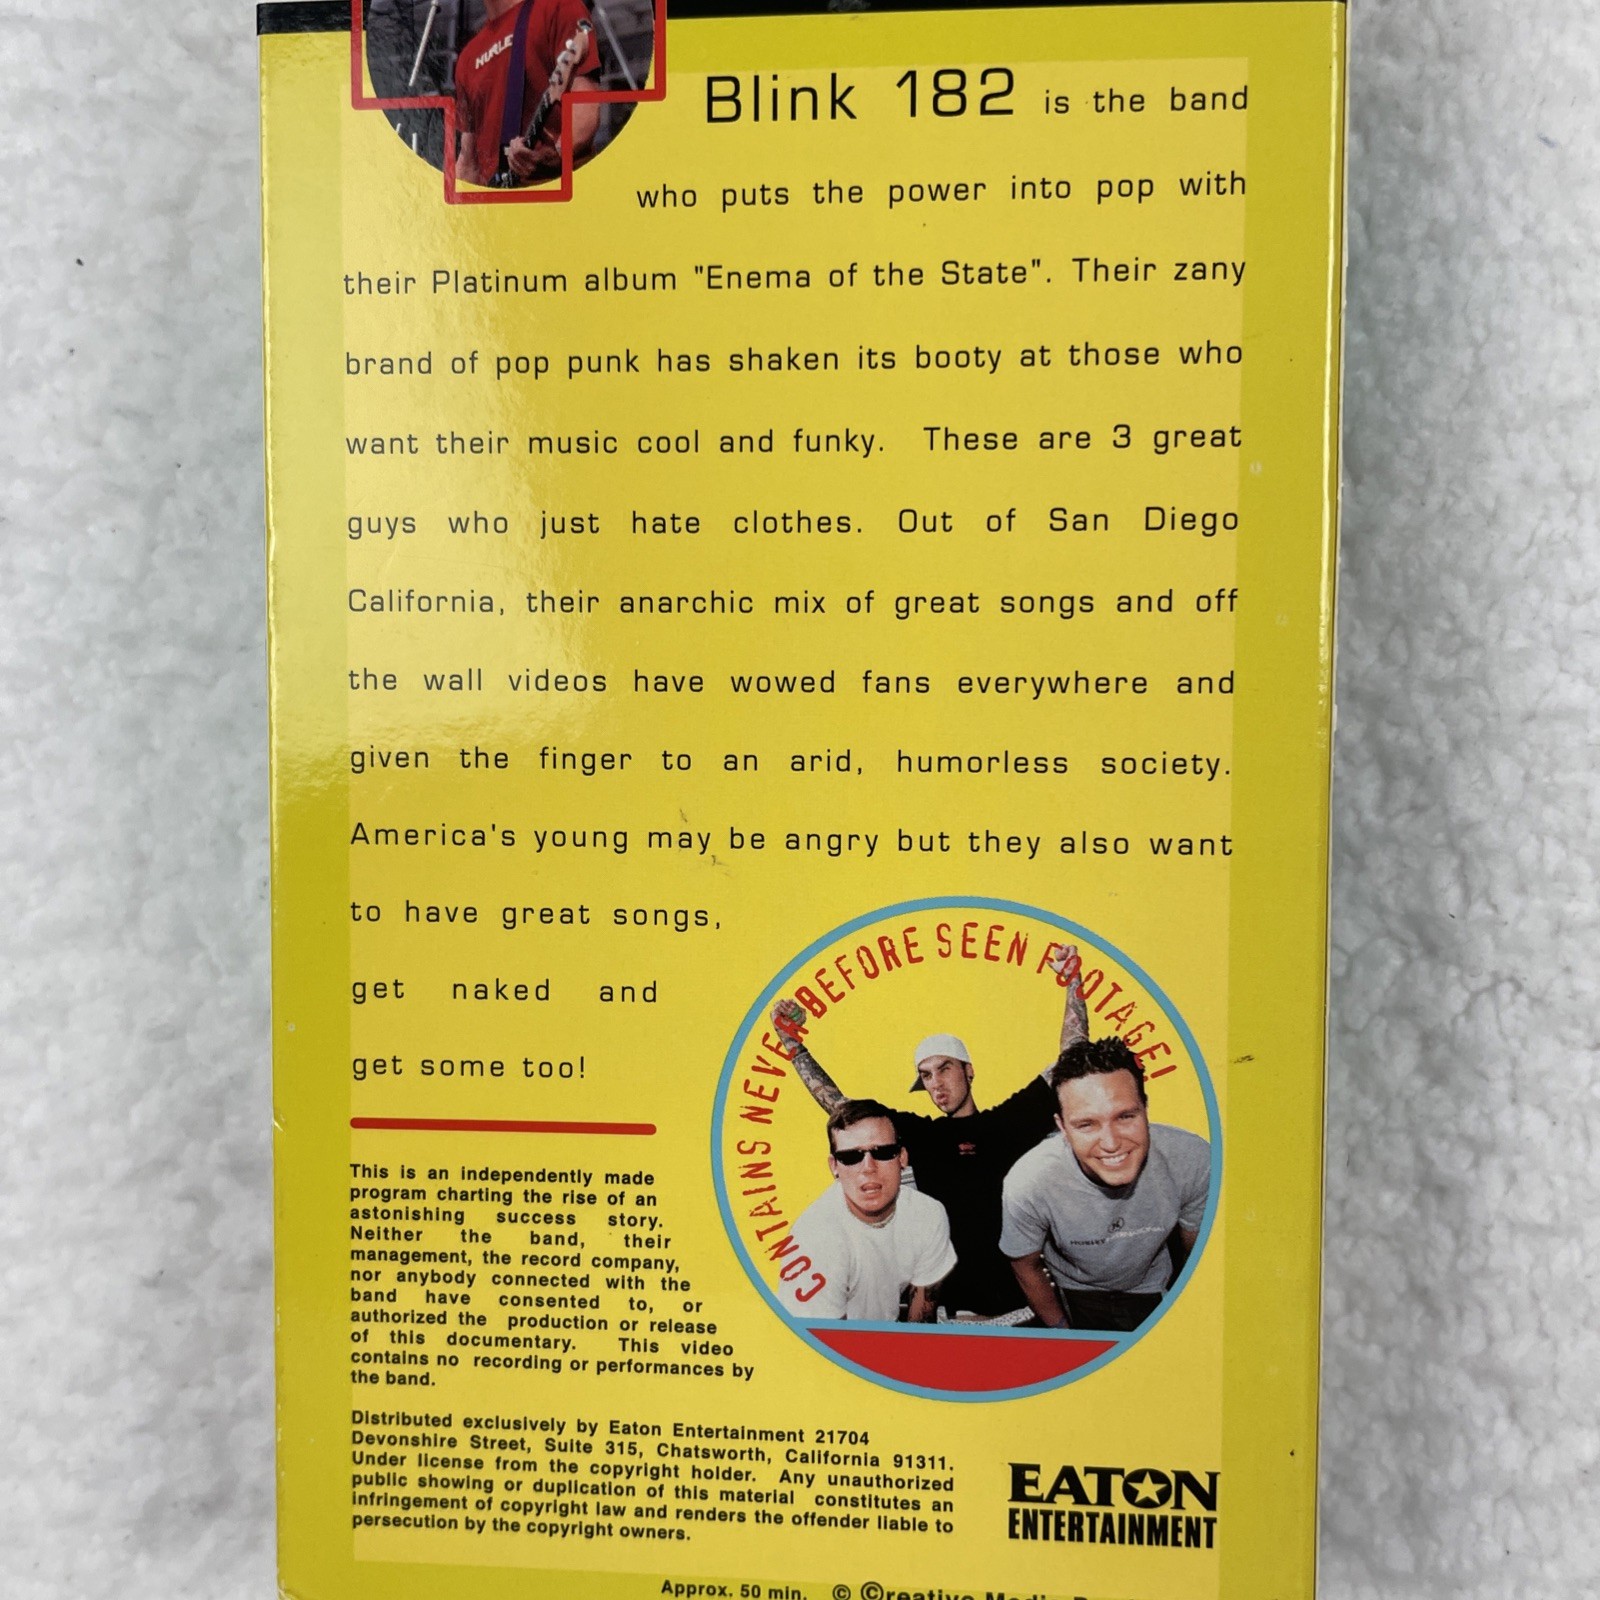 HURLE
Blink 182 is the band
who puts the power into pop with
their Platinum album "Enema of the State". Their zany
brand of pop punk has shaken its booty at those who
want their music cool and funky. These are 3 great
guys who just hate clothes. Out of San Diego
California, their anarchic mix of great songs and off
the wall videos have wowed fans everywhere and
given the finger to an arid, humorless society.
America's young may be angry but they also want
to have great songs,
get naked and
get some too!
CONTAINS NEVER BEFORE SEEN FOOTAGE!
This is an independently made
program charting the rise of an
astonishing success story.
Neither the band, their
management, the record company,
nor anybody connected with the
band have consented to, or
authorized the production or release
of this documentary. This video
contains no recording or performances by
the band.
Distributed exclusively by Eaton Entertainment 21704
Devonshire Street, Suite 315, Chatsworth, California 91311.
Under license from the copyright holder. Any unauthorized
public showing or duplication of this material constitutes an
infringement of copyright law and renders the offender liable to
persecution by the copyright owners.
EATON
ENTERTAINMENT
Approx. 50 min. © ©reative Media